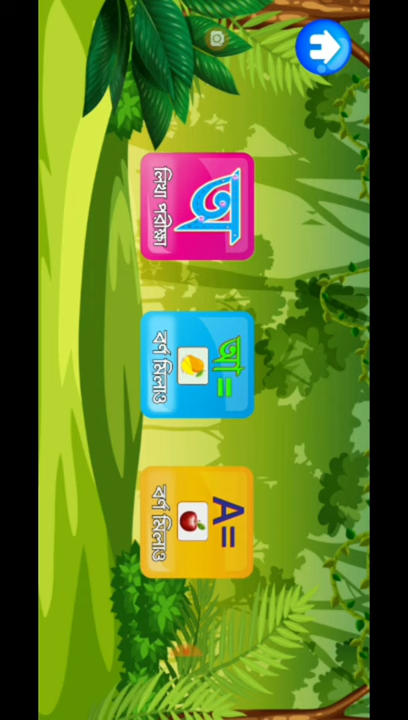 অ
লিখা পরীক্ষা
আ=
বর্ণ মিলাও
A=
বর্ণ মিলাও